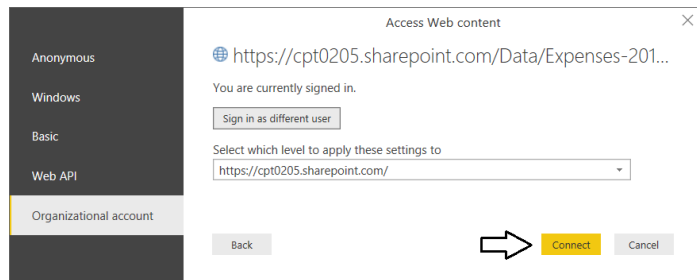 Access Web content
Anonymous
Windows
Basic
Web API
Organizational account
https://cpt0205.sharepoint.com/Data/Expenses-201...
You are currently signed in.
Sign in as different user
Select which level to apply these settings to
https://cpt0205.sharepoint.com/
Back
Connect
Cancel